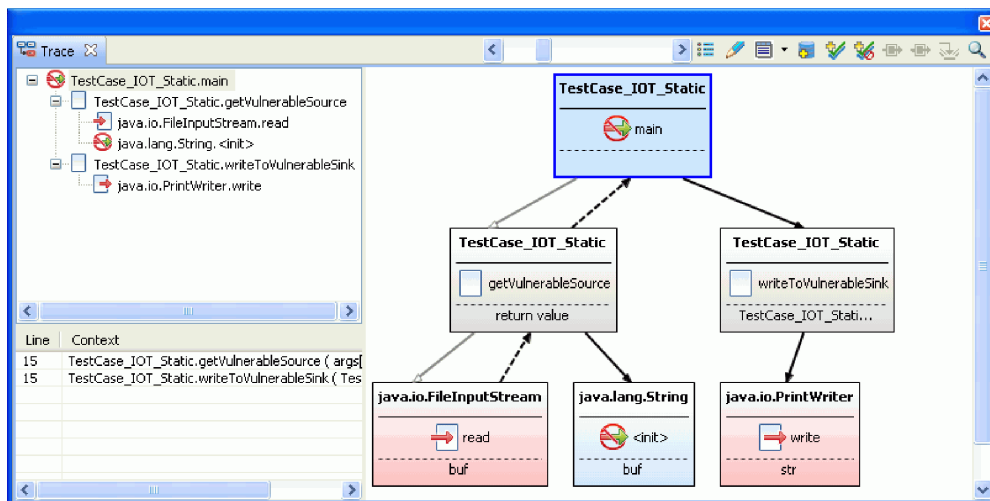 Trace
TestCase_IOT_Static.main
TestCase_IOT_Static.getVulnerableSource
java.io.FileInputStream.read
java.lang.String.<init>
TestCase_IOT_Static.writeToVulnerableSink
java.io.PrintWriter.write
Line Context
15 TestCase_IOT_Static.getVulnerableSource ( args[
15 TestCase_IOT_Static.writeToVulnerableSink ( Tes
TestCase_IOT_Static
main
TestCase_IOT_Static
getVulnerableSource
return value
TestCase_IOT_Static
writeToVulnerableSink
TestCase_IOT_Stati...
java.io.FileInputStream
read
buf
java.lang.String
<init>
buf
java.io.PrintWriter
write
str